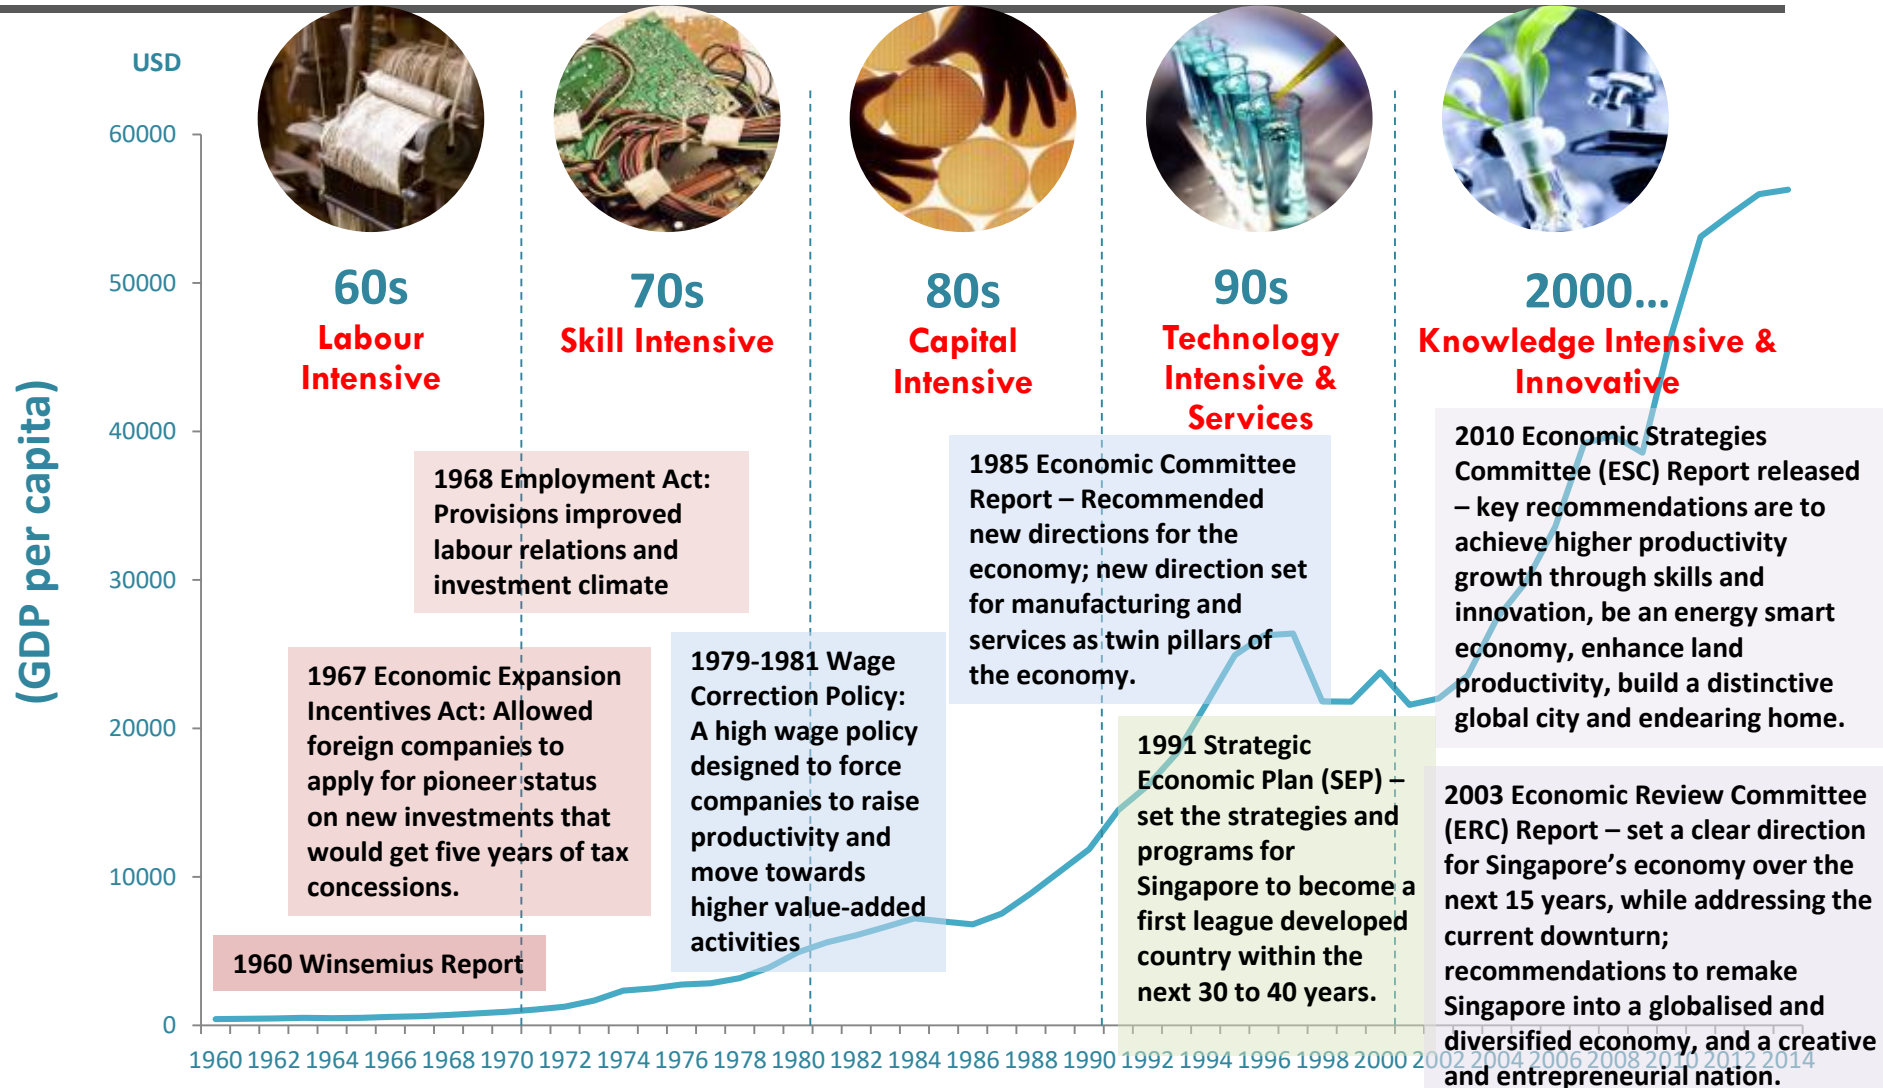 USD
60000
50000
40000
30000
20000
10000
0
(GDP per capita)
60s
Labour
Intensive
70s
Skill Intensive
80s
Capital
Intensive
90s
Technology
Intensive &
Services
2000...
Knowledge Intensive &
Innovative
1968 Employment Act:
Provisions improved
labour relations and
investment climate
1967 Economic Expansion
Incentives Act: Allowed
foreign companies to
apply for pioneer status
on new investments that
would get five years of tax
concessions.
1960 Winsemius Report
1979-1981 Wage
Correction Policy:
A high wage policy
designed to force
companies to raise
productivity and
move towards
higher value-added
activities
1985 Economic Committee
Report – Recommended
new directions for the
economy; new direction set
for manufacturing and
services as twin pillars of
the economy.
1991 Strategic
Economic Plan (SEP) –
set the strategies and
programs for
Singapore to become a
first league developed
country within the
next 30 to 40 years.
2010 Economic Strategies
Committee (ESC) Report released
– key recommendations are to
achieve higher productivity
growth through skills and
innovation, be an energy smart
economy, enhance land
productivity, build a distinctive
global city and endearing home.
2003 Economic Review Committee
(ERC) Report – set a clear direction
for Singapore's economy over the
next 15 years, while addressing the
current downturn;
recommendations to remake
Singapore into a globalised and
diversified economy, and a creative
and entrepreneurial nation.
1960 1962 1964 1966 1968 1970 1972 1974 1976 1978 1980 1982 1984 1986 1988 1990 1992 1994 1996 1998 2000 2002 2004 2006 2008 2010 2012 2014